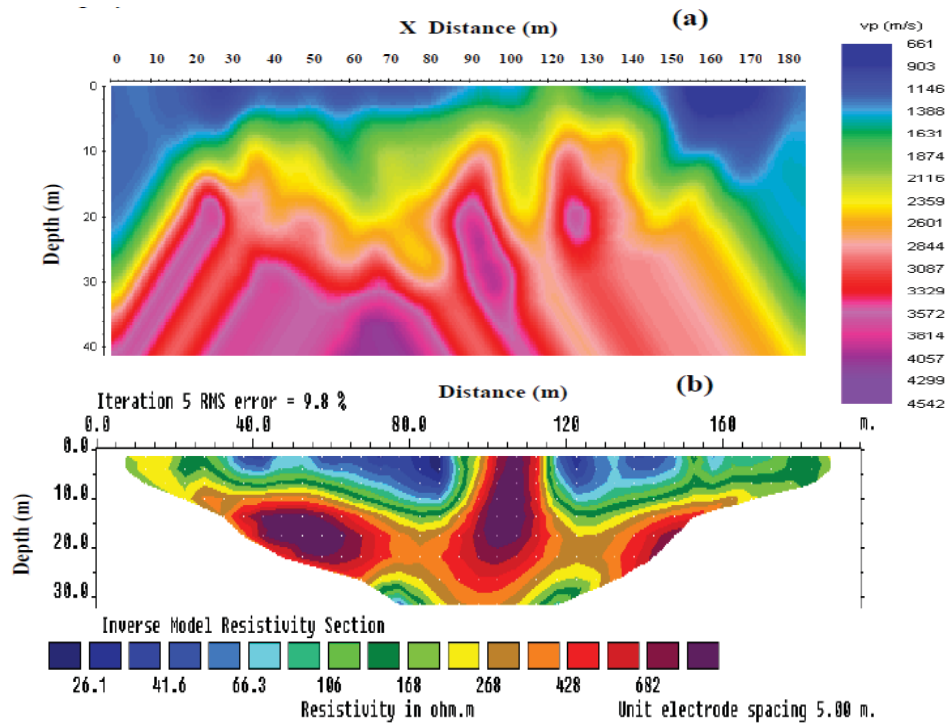 X Distance (m) (a)
vp (m/s)
0 10 20 30 40 50 60 70 80 90 100 110 120 130 140 150 160 170 180
Depth (m)
0
10
20
30
40
661
903
1146
1388
1631
1874
2116
2359
2601
2844
3087
3329
3572
3814
4057
4299
4542
Distance (m) (b)
Iteration 5 RMS error = 9.8 %
0.0 40.0 80.0 120 160 m.
Depth (m)
0.0
10.0
20.0
30.0
Inverse Model Resistivity Section
26.1 41.6 66.3 106 168 268 428 682
Resistivity in ohm.m Unit electrode spacing 5.00 m.